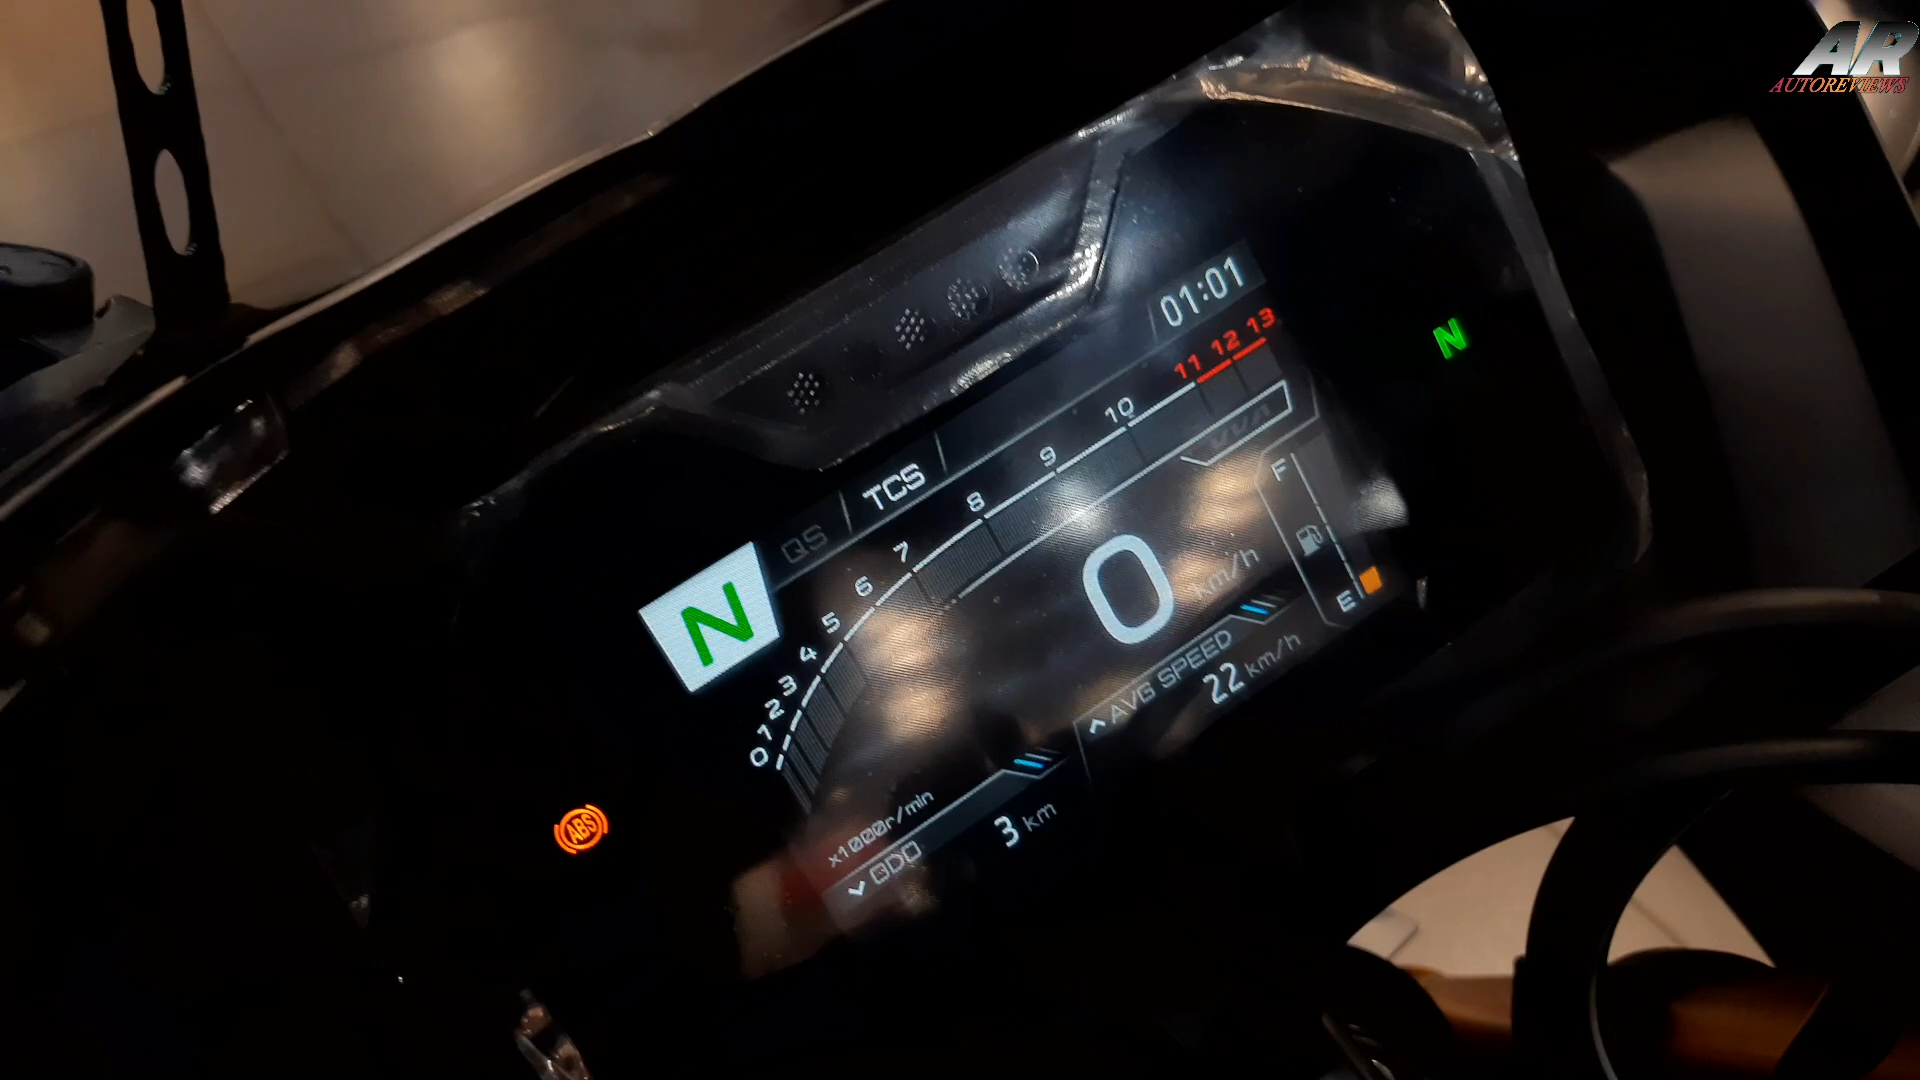 AR
AUTOREVIEWS
01:01
N
QS
TCS
N
0 1 2 3 4 5 6 7 8 9 10 11 12 13
VVA
F
0 km/h
E
AVG SPEED
22 km/h
x1000r/min
ODO
3 km
ABS